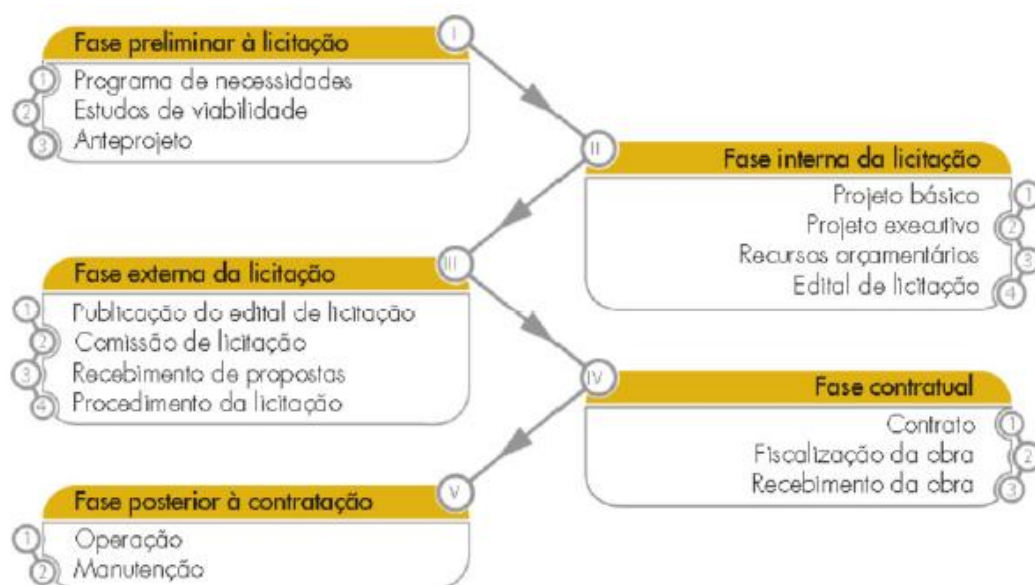 Fase preliminar à licitação
I
1 Programa de necessidades
2 Estudos de viabilidade
3 Anteprojeto
II
Fase interna da licitação
Projeto básico 1
Projeto executivo 2
Recursos orçamentários 3
Edital de licitação 4
Fase externa da licitação
III
1 Publicação do edital de licitação
2 Comissão de licitação
3 Recebimento de propostas
4 Procedimento da licitação
IV
Fase contratual
Contrato 1
Fiscalização da obra 2
Recebimento da obra 3
Fase posterior à contratação
V
1 Operação
2 Manutenção